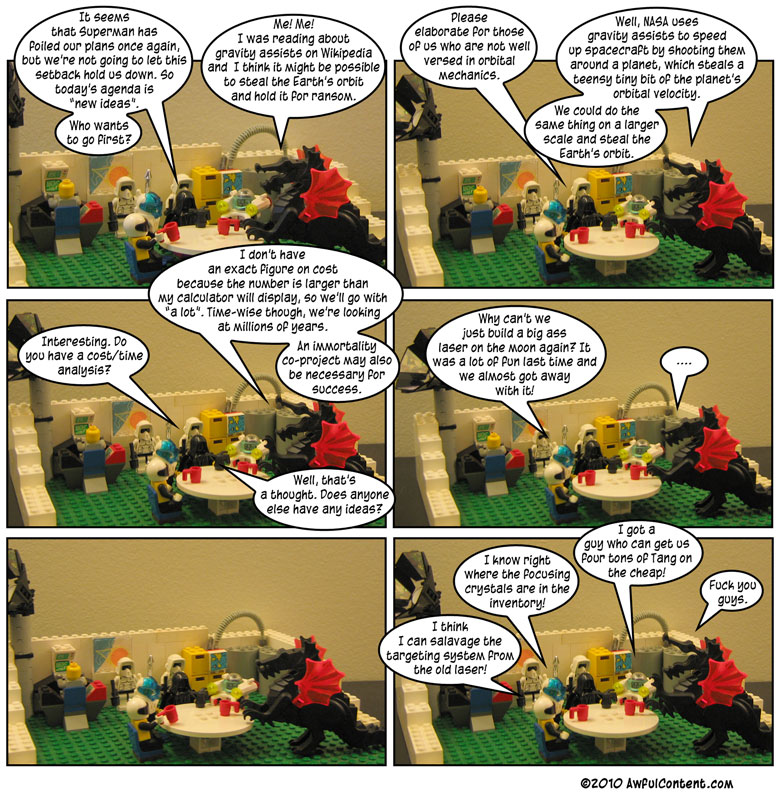 It seems
that Superman has
foiled our plans once again,
but we're not going to let this
setback hold us down. So
today's agenda is
"new ideas".
Who wants
to go first?
Me! Me!
I was reading about
gravity assists on Wikipedia
and I think it might be possible
to steal the Earth's orbit
and hold it for ransom.
Please
elaborate for those
of us who are not well
versed in orbital
mechanics.
Well, NASA uses
gravity assists to speed
up spacecraft by shooting them
around a planet, which steals a
teensy tiny bit of the planet's
orbital velocity.
We could do the
same thing on a larger
scale and steal the
Earth's orbit.
Interesting. Do
you have a cost/time
analysis?
I don't have
an exact figure on cost
because the number is larger than
my calculator will display, so we'll go with
"a lot". Time-wise though, we're looking
at millions of years.
An immortality
co-project may also
be necessary for
success.
Well, that's
a thought. Does anyone
else have any ideas?
Why can't we
just build a big ass
laser on the moon again? It
was a lot of fun last time and
we almost got away
with it!
....
I think
I can salavage the
targeting system from
the old laser!
I know right
where the focusing
crystals are in the
inventory!
I got a
guy who can get us
four tons of Tang on
the cheap!
Fuck you
guys.
©2010 AwfulContent.com